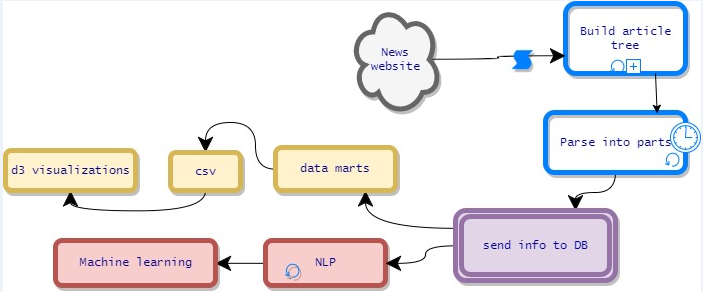 Build article
tree
News
website
Parse into parts
d3 visualizations
csv
data marts
send info to DB
Machine learning
NLP